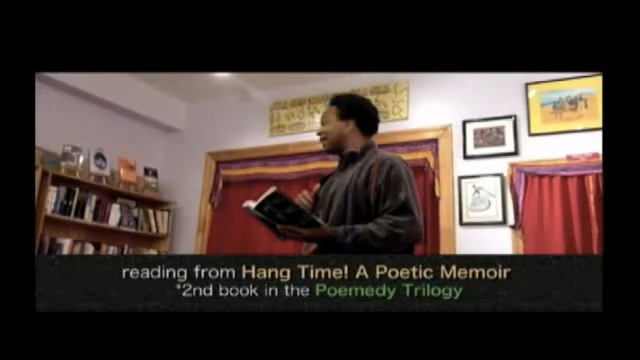 reading from Hang Time! A Poetic Memoir
*2nd book in the Poemedy Trilogy